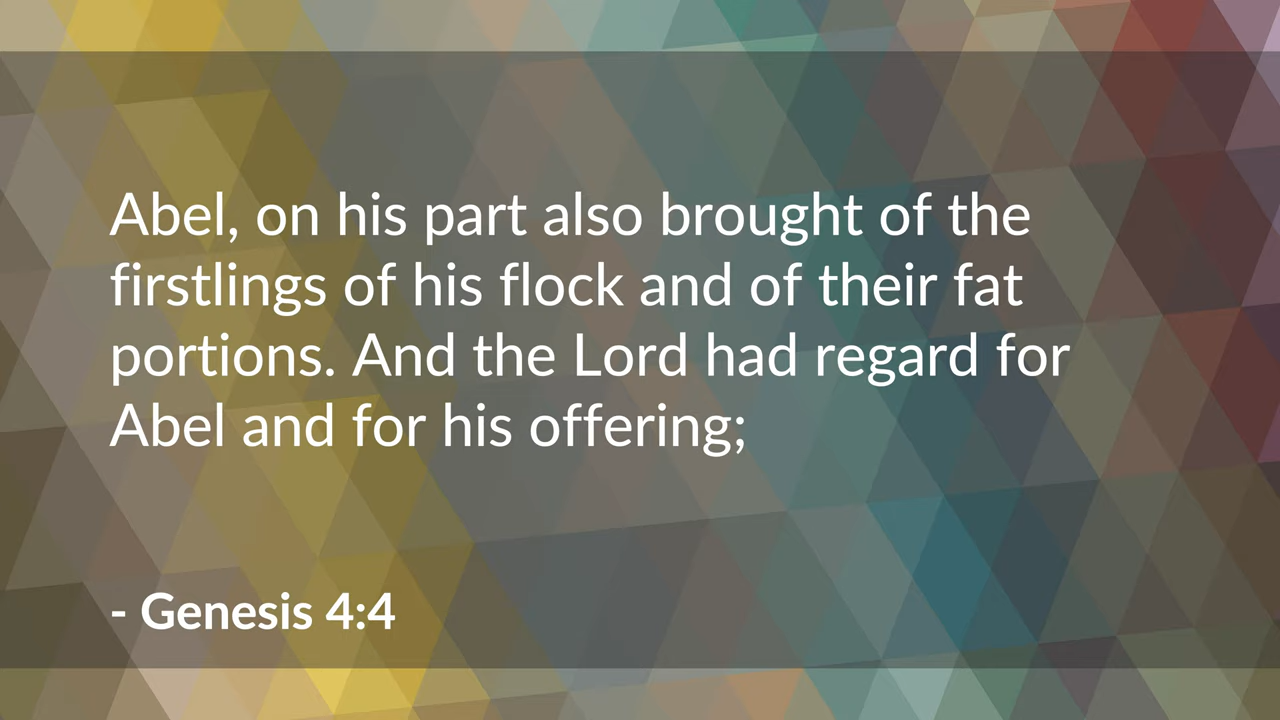 Abel, on his part also brought of the
firstlings of his flock and of their fat
portions. And the Lord had regard for
Abel and for his offering;
- Genesis 4:4